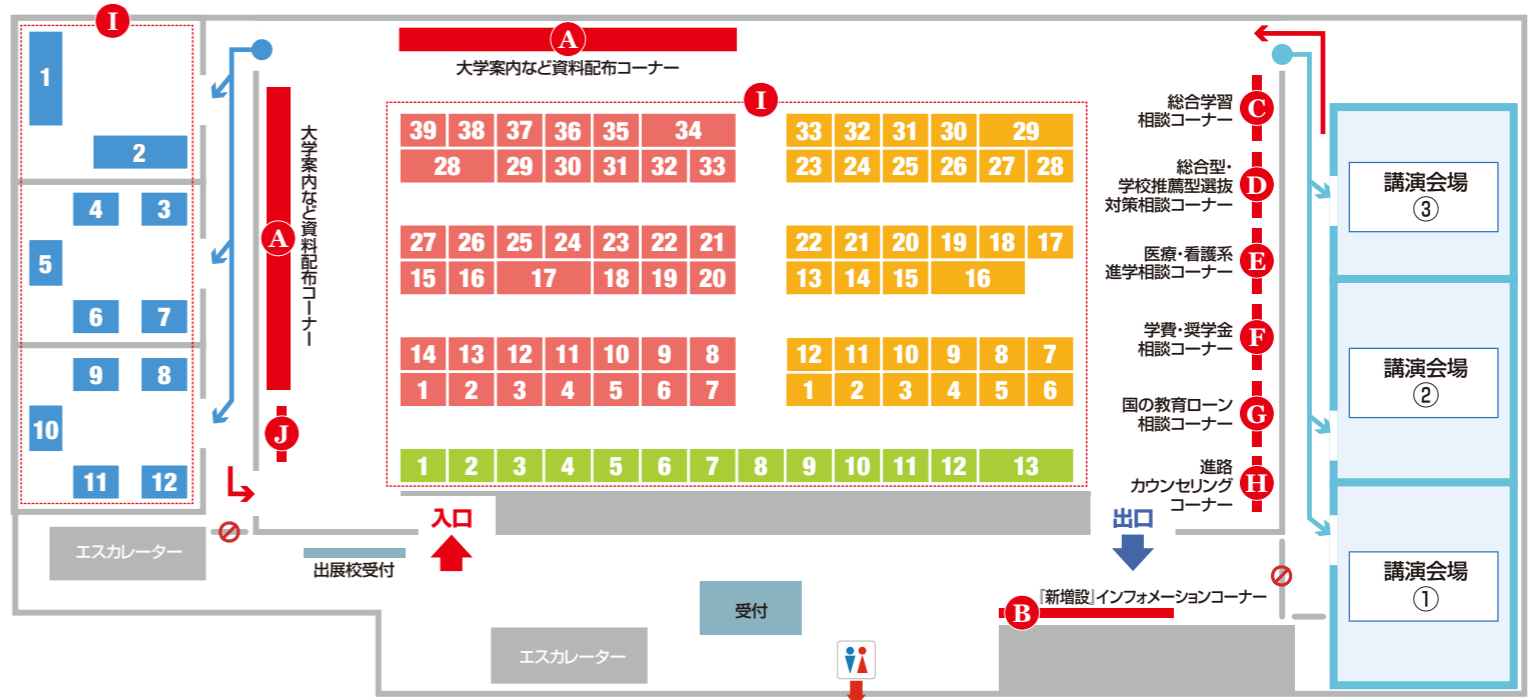 I
1
2
4
3
5
6
7
9
8
10
11
12
エスカレーター
A
大学案内など資料配布コーナー
J
A
大学案内など資料配布コーナー
I
39 38 37 36 35 34
28 29 30 31 32 33
27 26 25 24 23 22 21
15 16 17 18 19 20
14 13 12 11 10 9 8
1 2 3 4 5 6 7
33 32 31 30 29
23 24 25 26 27 28
22 21 20 19 18 17
13 14 15 16
12 11 10 9 8 7
1 2 3 4 5 6
1 2 3 4 5 6 7 8 9 10 11 12 13
総合学習
相談コーナー
C
総合型・
学校推薦型選抜
対策相談コーナー
D
医療・看護系
進学相談コーナー
E
学費・奨学金
相談コーナー
F
国の教育ローン
相談コーナー
G
進路
カウンセリング
コーナー
H
講演会場
③
講演会場
②
講演会場
①
入口
出口
出展校受付
受付
エスカレーター
『新増設』インフォメーションコーナー
B